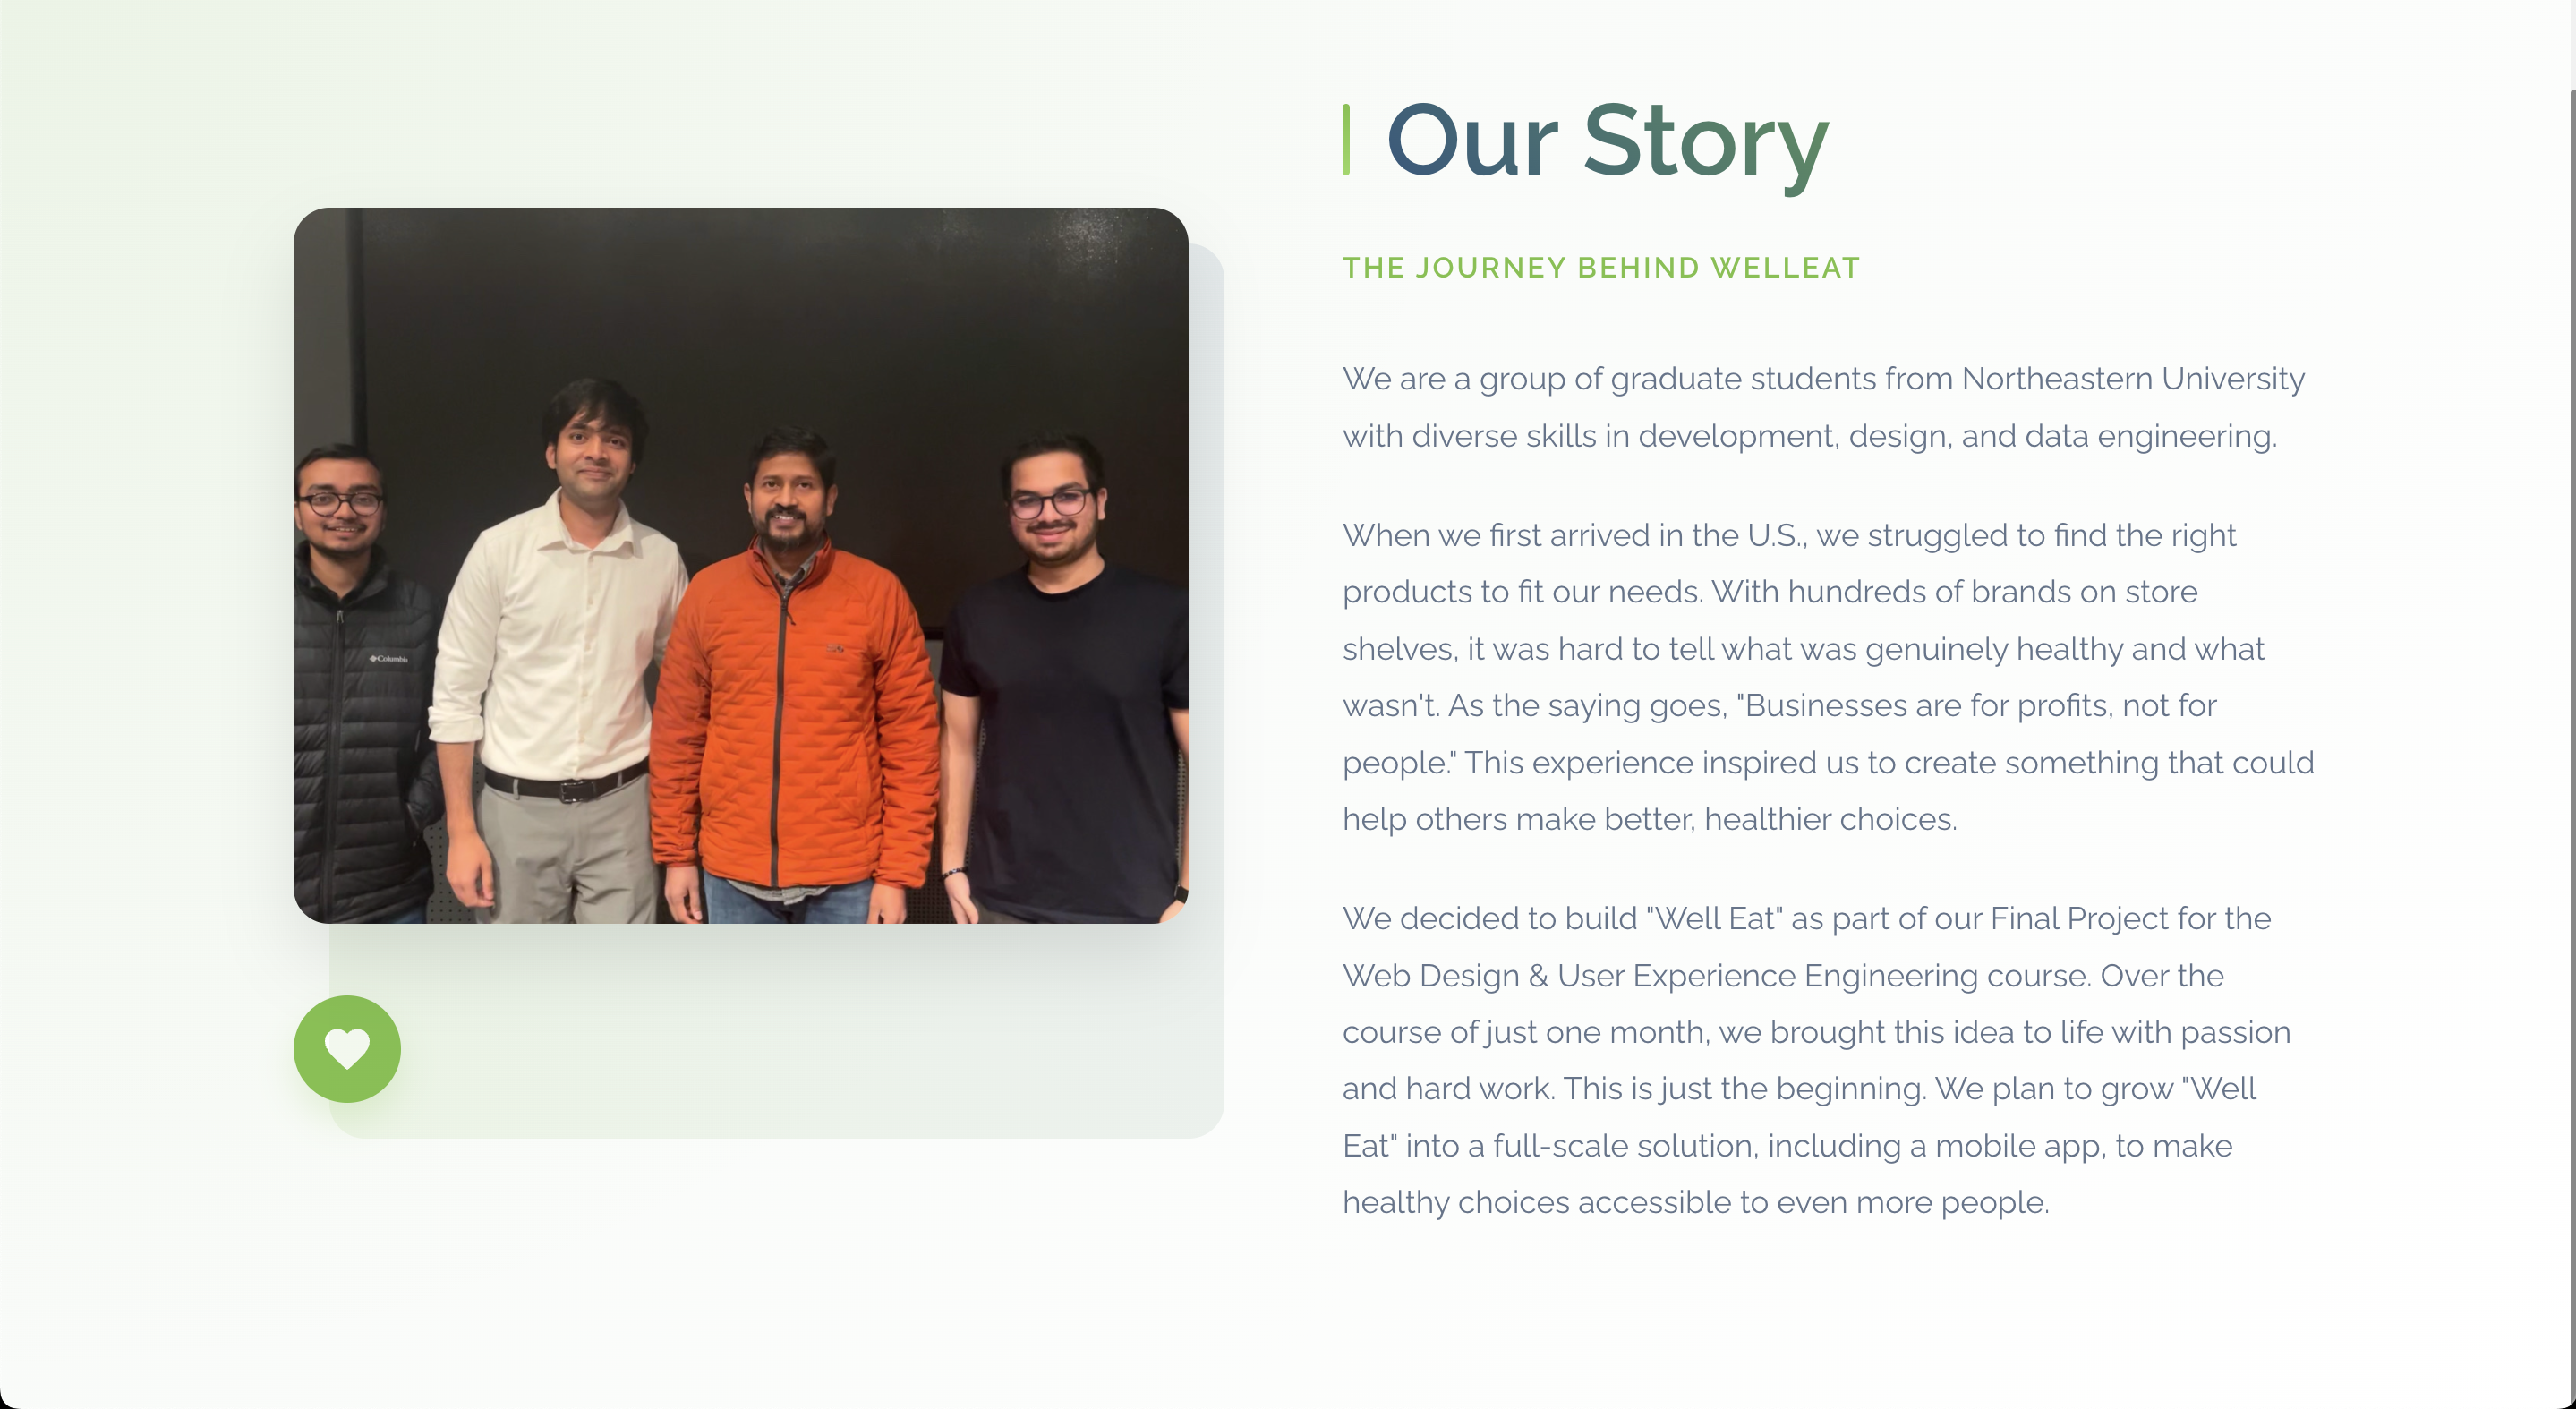 Our Story
THE JOURNEY BEHIND WELLEAT
We are a group of graduate students from Northeastern University
with diverse skills in development, design, and data engineering.
When we first arrived in the U.S., we struggled to find the right
products to fit our needs. With hundreds of brands on store
shelves, it was hard to tell what was genuinely healthy and what
wasn't. As the saying goes, "Businesses are for profits, not for
people." This experience inspired us to create something that could
help others make better, healthier choices.
We decided to build "Well Eat" as part of our Final Project for the
Web Design & User Experience Engineering course. Over the
course of just one month, we brought this idea to life with passion
and hard work. This is just the beginning. We plan to grow "Well
Eat" into a full-scale solution, including a mobile app, to make
healthy choices accessible to even more people.
Columbia